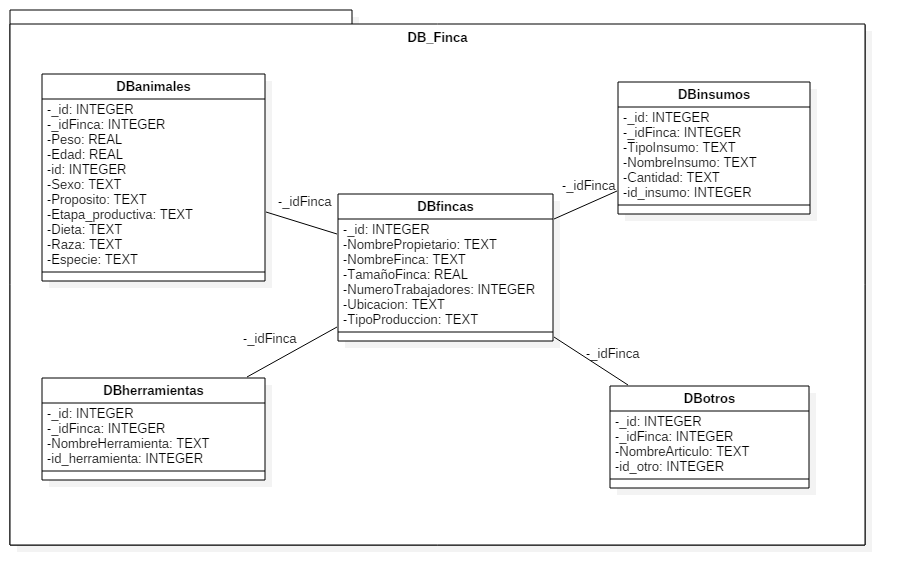 DB_Finca
DBanimales
-_id: INTEGER
-_idFinca: INTEGER
-Peso: REAL
-Edad: REAL
-id: INTEGER
-Sexo: TEXT
-Proposito: TEXT
-Etapa_productiva: TEXT
-Dieta: TEXT
-Raza: TEXT
-Especie: TEXT
DBinsumos
-_id: INTEGER
-_idFinca: INTEGER
-TipoInsumo: TEXT
-NombreInsumo: TEXT
-Cantidad: TEXT
-id_insumo: INTEGER
-_idFinca
-_idFinca
DBfincas
-_id: INTEGER
-NombrePropietario: TEXT
-NombreFinca: TEXT
-TamañoFinca: REAL
-NumeroTrabajadores: INTEGER
-Ubicacion: TEXT
-TipoProduccion: TEXT
-_idFinca
-_idFinca
DBherramientas
-_id: INTEGER
-_idFinca: INTEGER
-NombreHerramienta: TEXT
-id_herramienta: INTEGER
DBotros
-_id: INTEGER
-_idFinca: INTEGER
-NombreArticulo: TEXT
-id_otro: INTEGER